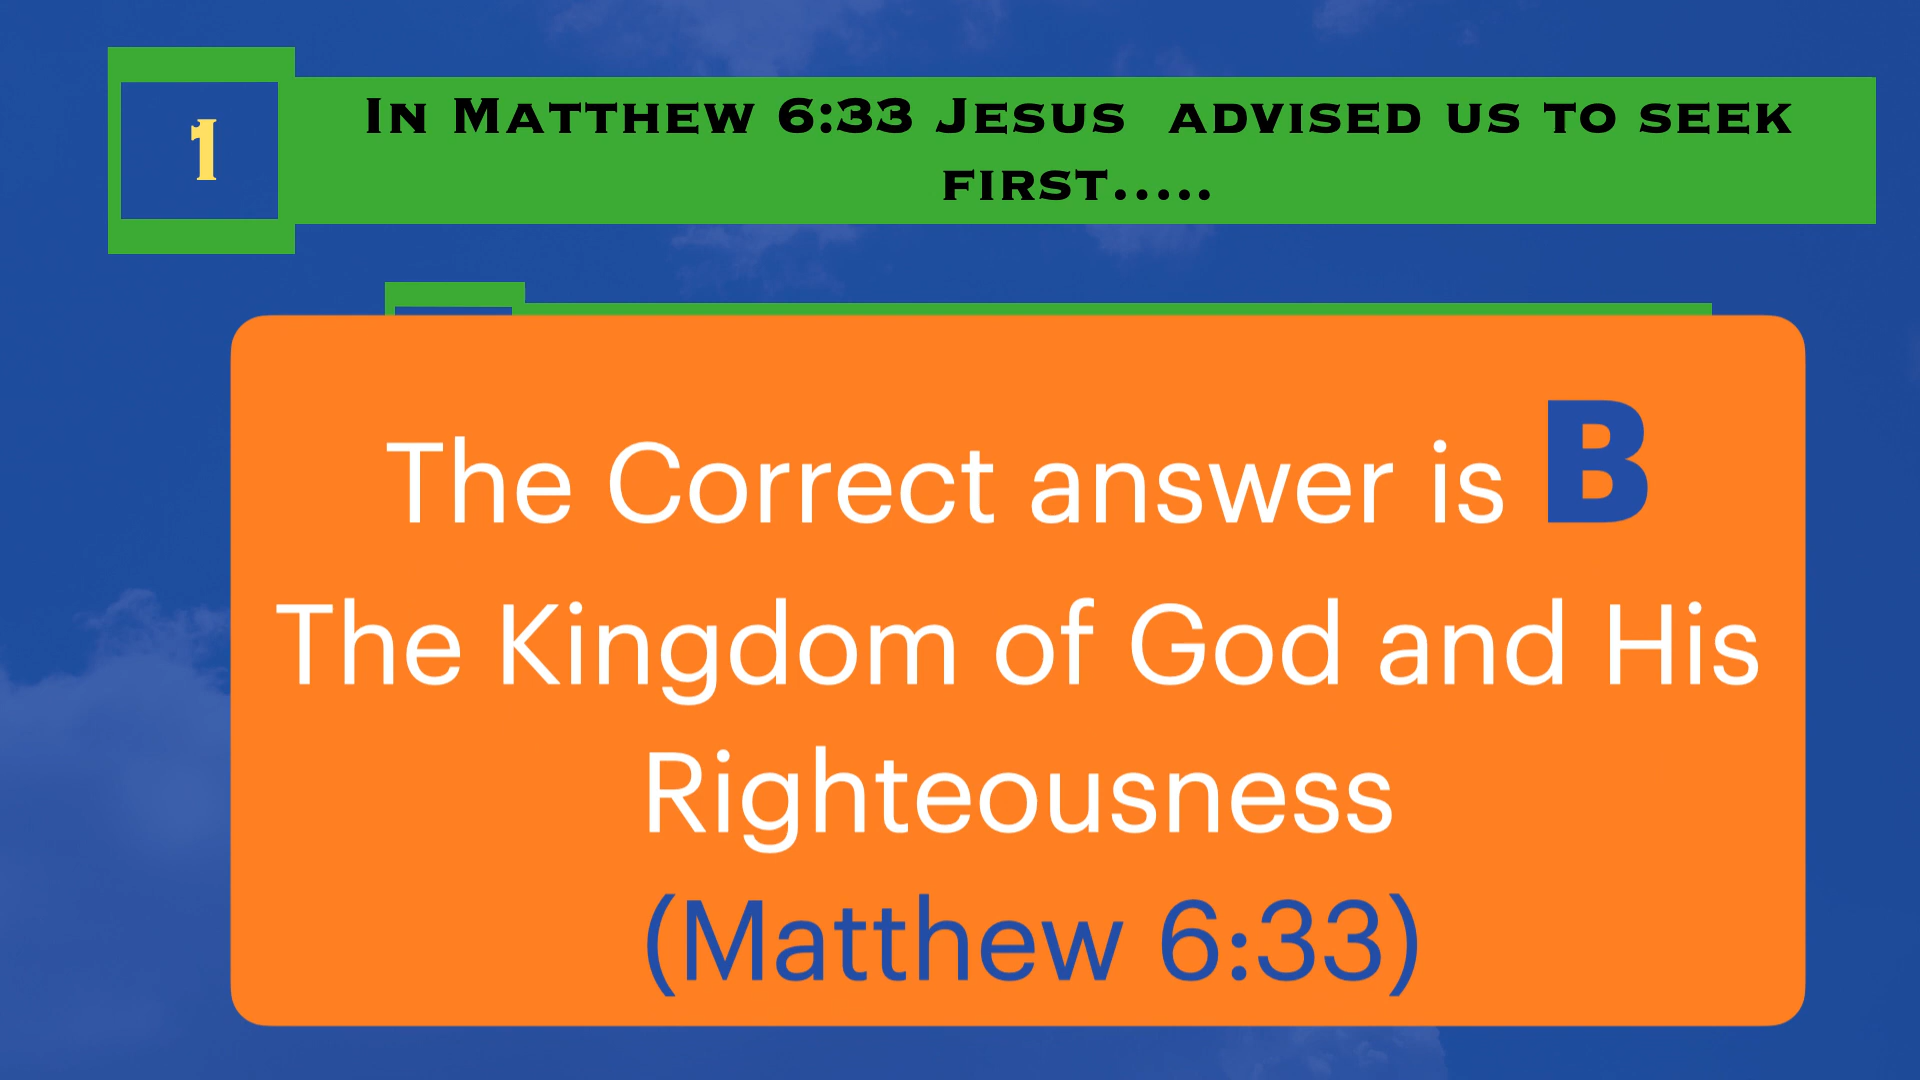 1
In Matthew 6:33 Jesus advised us to seek
first.....
The Correct answer is B
The Kingdom of God and His
Righteousness
(Matthew 6:33)